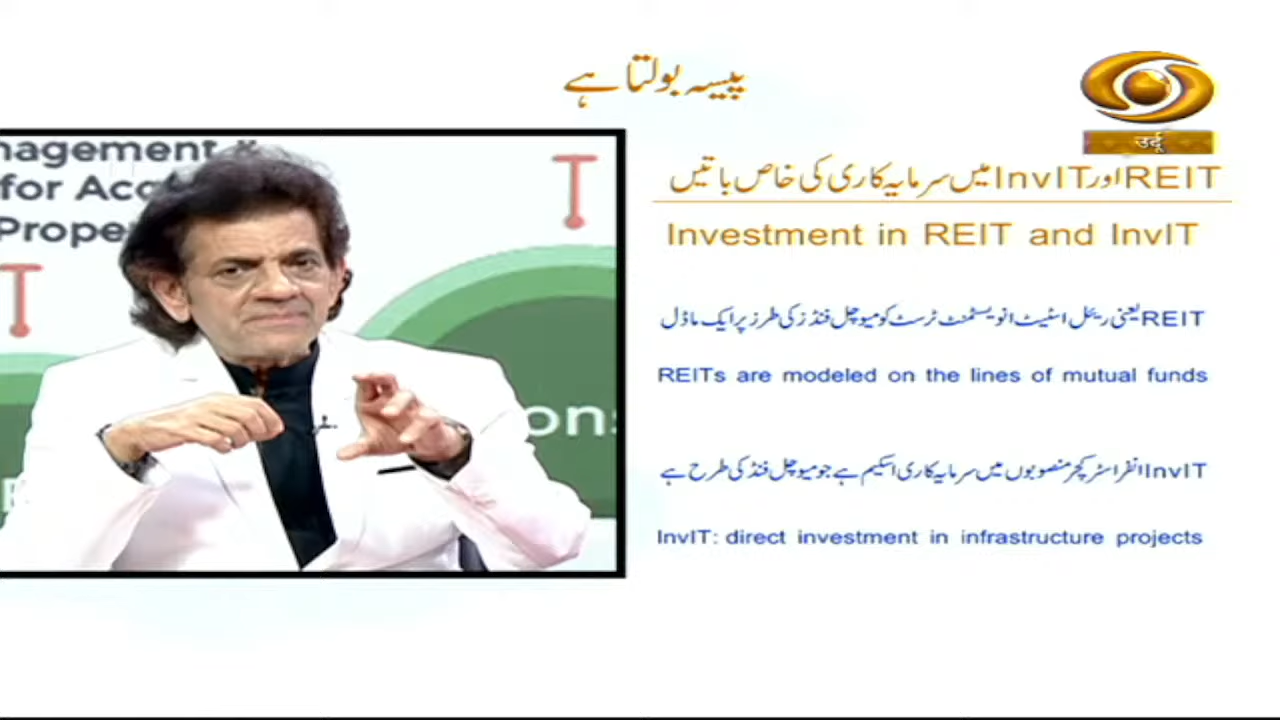 پیسہ بولتا ہے
उर्दू
REIT اور InvIT میں سرمایہ کاری کی خاص باتیں
Investment in REIT and InvIT
REIT یعنی ریئل اسٹیٹ انویسٹمنٹ ٹرسٹ کو میوچل فنڈز کی طرز پر ایک ماڈل
REITs are modeled on the lines of mutual funds
InvIT انفراسٹرکچر منصوبوں میں سرمایہ کاری اسکیم ہے جو میوچل فنڈ کی طرح ہے
InvIT: direct investment in infrastructure projects
nagement &
for Acc
Prope
ons